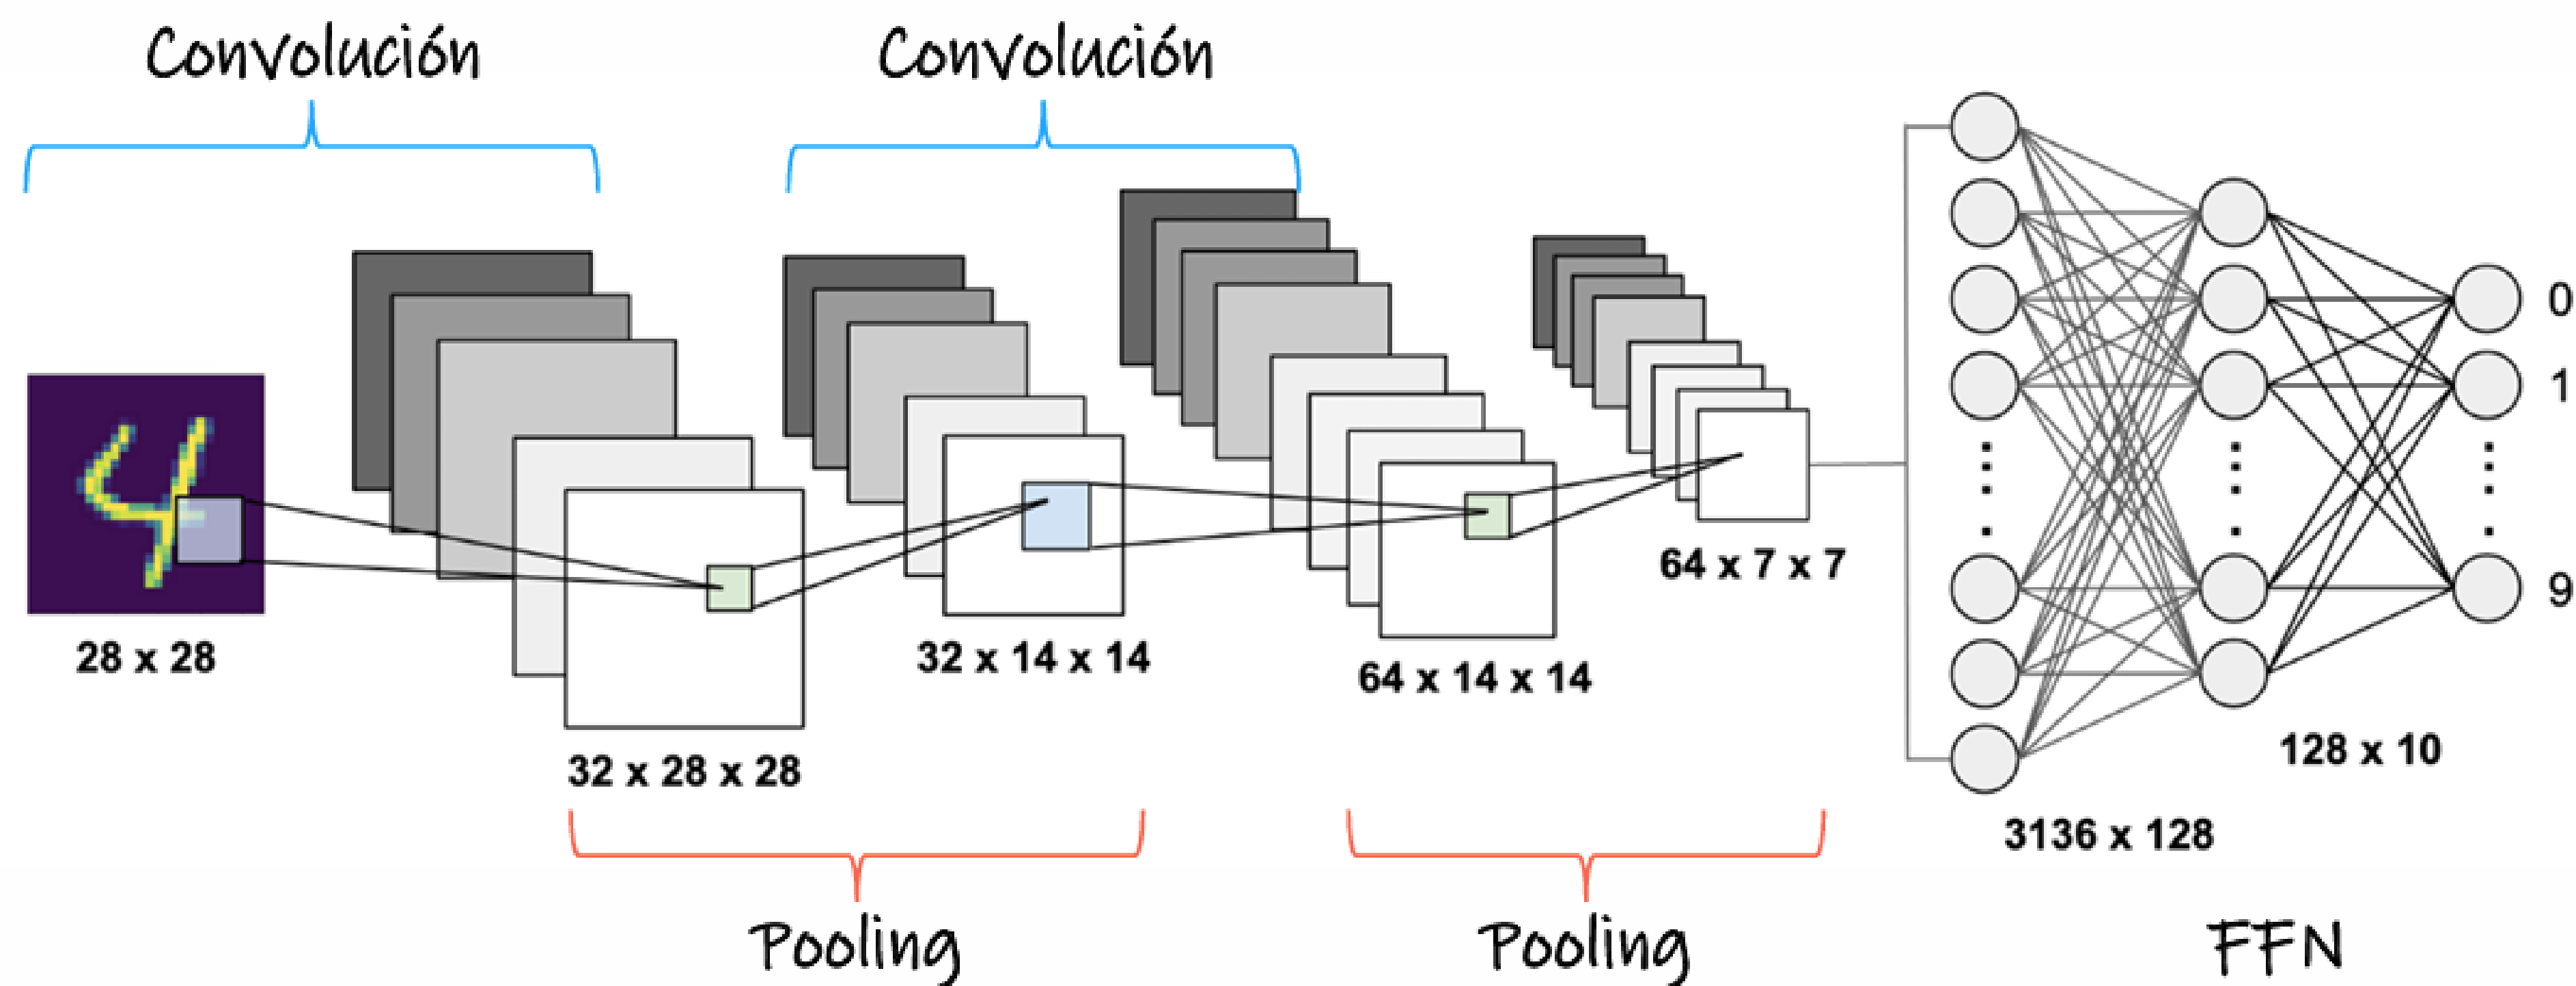 Convolución
Convolución
28 x 28
32 x 28 x 28
32 x 14 x 14
64 x 14 x 14
64 x 7 x 7
3136 x 128
128 x 10
0
1
9
Pooling
Pooling
FFN